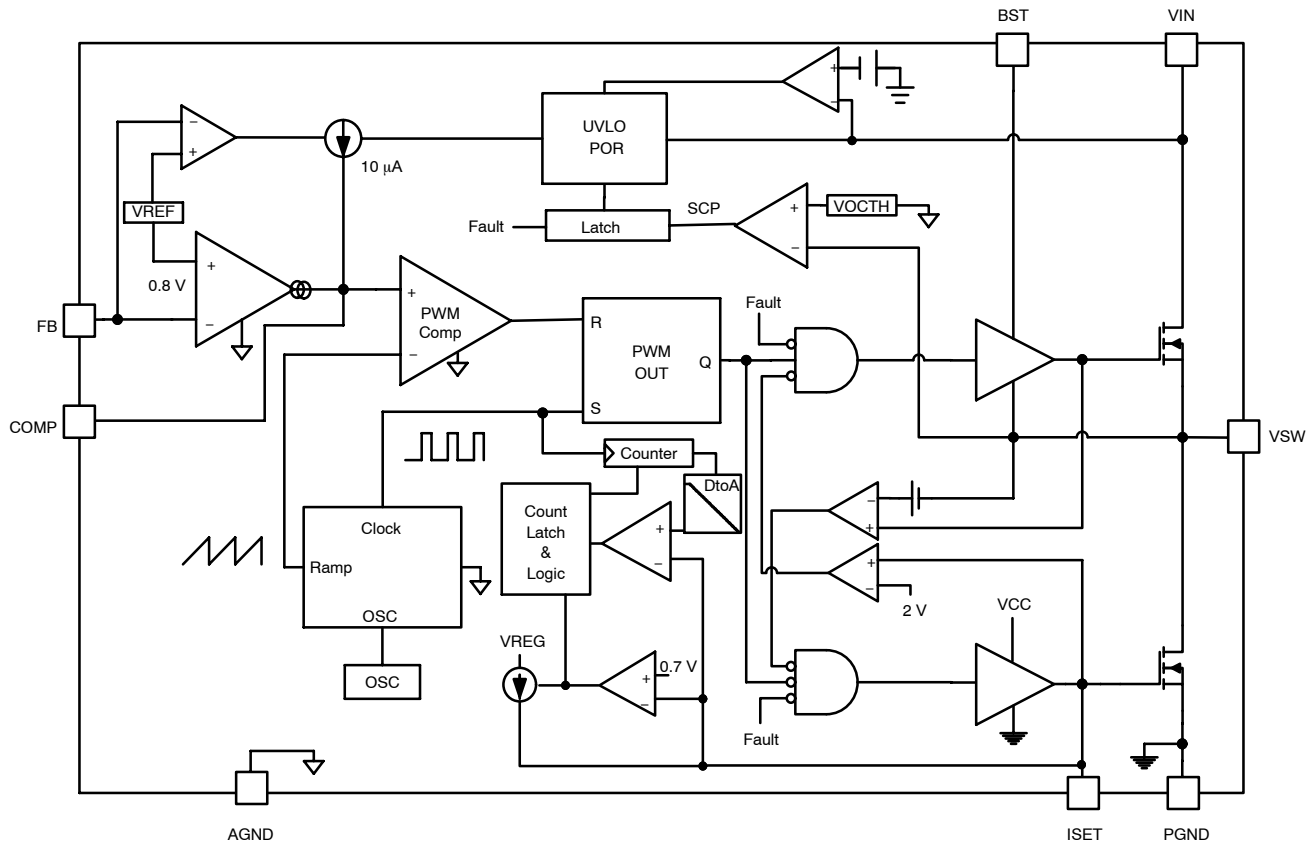 BST
VIN
+
−
UVLO
POR
−
+
10 μA
VREF
Fault
Latch
SCP
+
−
VOCTH
0.8 V
+
−
FB
PWM
Comp
+
−
R
PWM
OUT
Q
S
Fault
COMP
VSW
Counter
DtoA
Count
Latch
&
Logic
+
−
−
+
+
−
2 V
Clock
Ramp
OSC
OSC
VREG
0.7 V
+
−
VCC
Fault
AGND
ISET
PGND